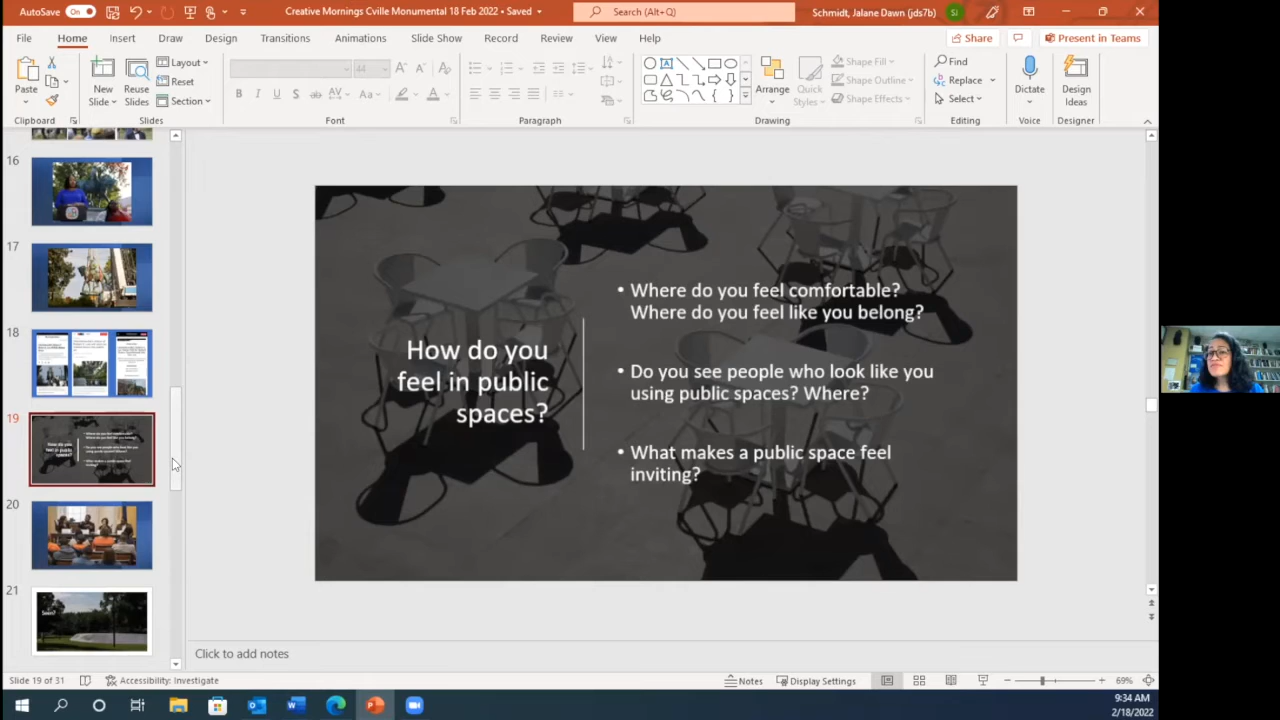 AutoSave On
Creative Mornings Cville Monumental 18 Feb 2022 • Saved
Search (Alt+Q)
Schmidt, Jalane Dawn (jds7b)
SJ
File Home Insert Draw Design Transitions Animations Slide Show Record Review View Help
Share
Present in Teams
Paste
New Slide
Reuse Slides
Layout
Reset
Section
44
Arrange
Quick Styles
Shape Fill
Shape Outline
Shape Effects
Find
Replace
Select
Dictate
Design Ideas
Clipboard
Slides
Font
Paragraph
Drawing
Editing
Voice
Designer
16
17
18
19
20
21
Seen?
How do you
feel in public
spaces?
• Where do you feel comfortable?
Where do you feel like you belong?
• Do you see people who look like you
using public spaces? Where?
• What makes a public space feel
inviting?
Click to add notes
Slide 19 of 31
Accessibility: Investigate
Notes
Display Settings
69%
9:34 AM
2/18/2022